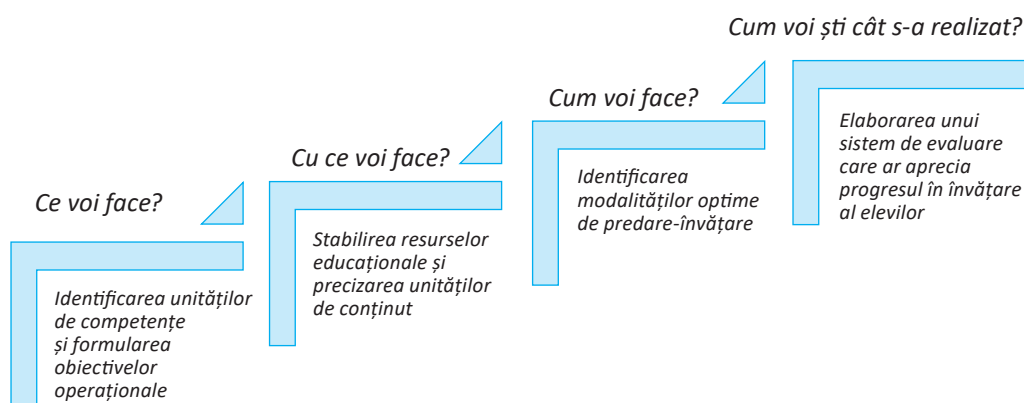 Ce voi face?
Identificarea unităților
de competențe
și formularea
obiectivelor
operaționale
Cu ce voi face?
Stabilirea resurselor
educaționale și
precizarea unităților
de conținut
Cum voi face?
Identificarea
modalităților optime
de predare-învățare
Cum voi ști cât s-a realizat?
Elaborarea unui
sistem de evaluare
care ar aprecia
progresul în învățare
al elevilor